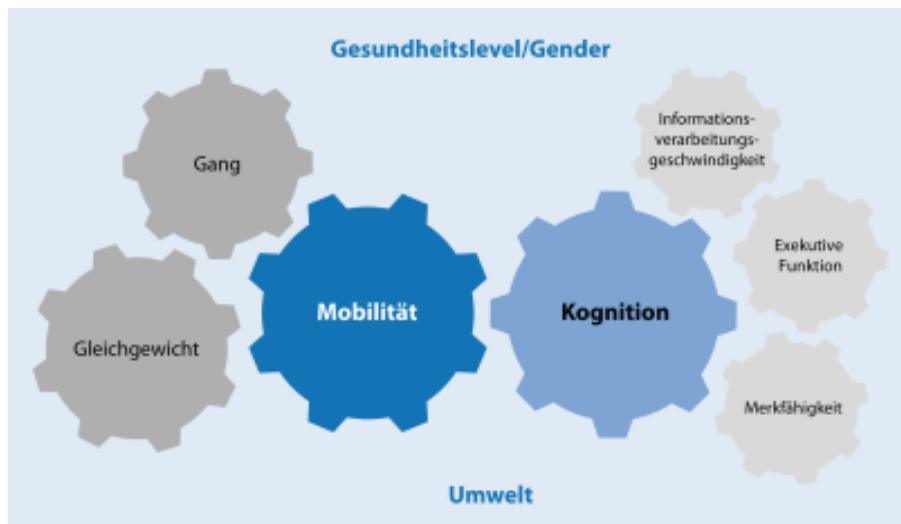 Gesundheitslevel/Gender
Gang
Gleichgewicht
Mobilität
Kognition
Informations-
verarbeitungs-
geschwindigkeit
Exekutive
Funktion
Merkfähigkeit
Umwelt